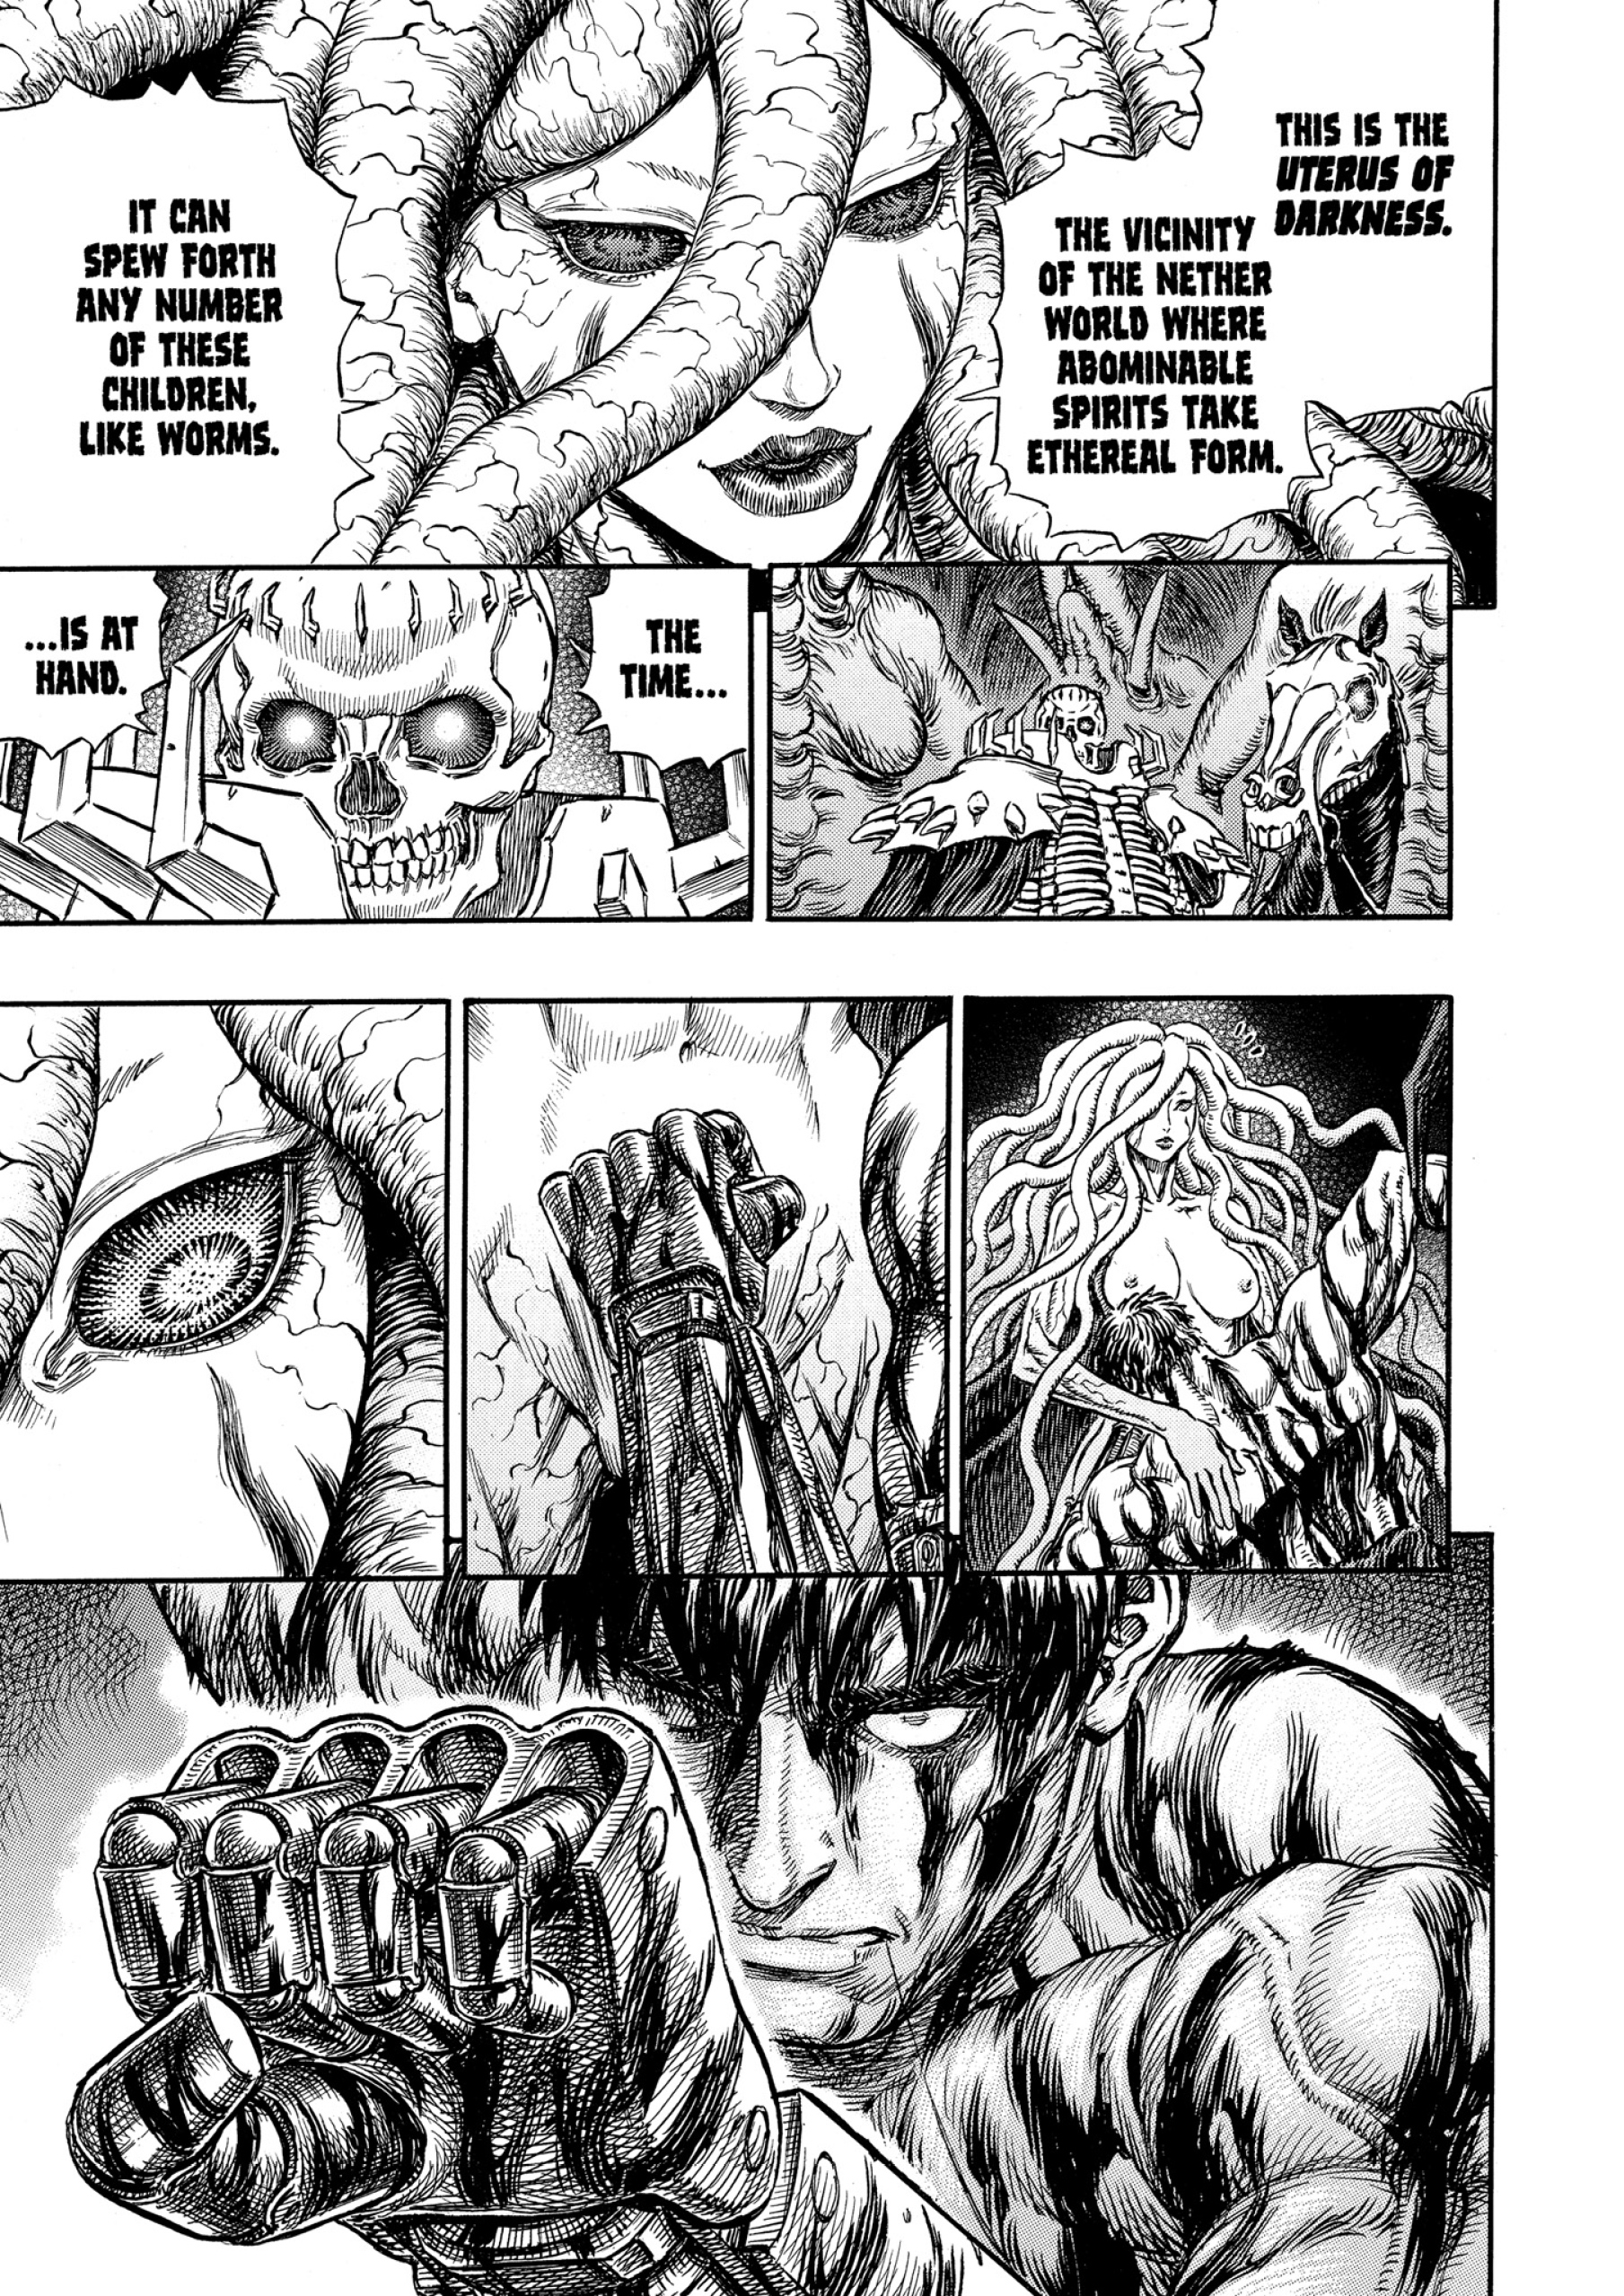 THIS IS THE
UTERUS OF
DARKNESS.
THE VICINITY
OF THE NETHER
WORLD WHERE
ABOMINABLE
SPIRITS TAKE
ETHEREAL FORM.
IT CAN
SPEW FORTH
ANY NUMBER
OF THESE
CHILDREN,
LIKE WORMS.
THE
TIME...
...IS AT
HAND.